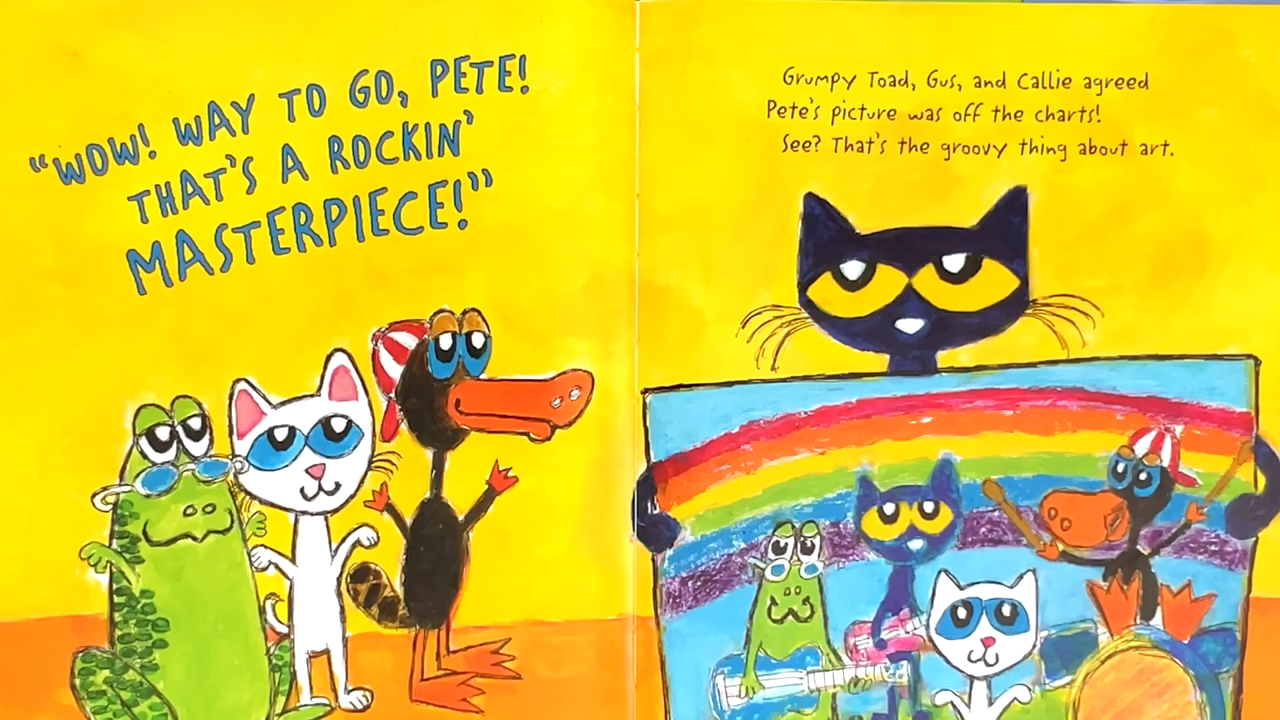 “WOW! WAY TO GO, PETE!
THAT'S A ROCKIN'
MASTERPIECE!”
Grumpy Toad, Gus, and Callie agreed
Pete's picture was off the charts!
See? That's the groovy thing about art.